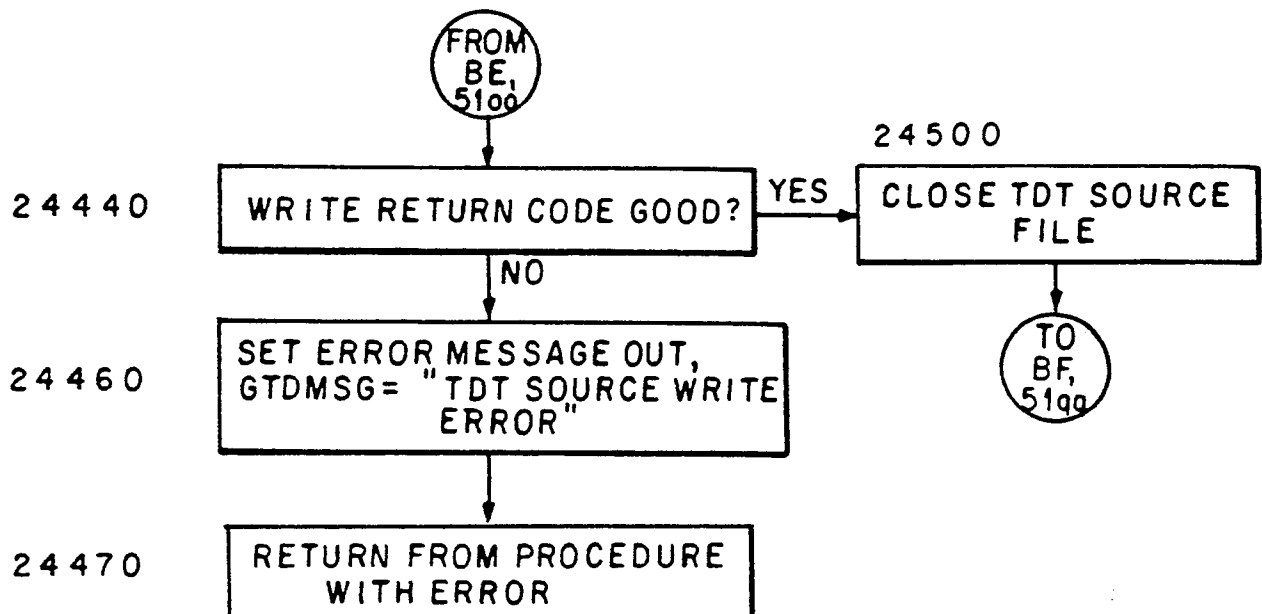 FROM
BE,
51oo
24440
WRITE RETURN CODE GOOD?
YES
24500
CLOSE TDT SOURCE
FILE
NO
TO
BF,
51qq
24460
SET ERROR MESSAGE OUT,
GTDMSG= "TDT SOURCE WRITE
ERROR"
24470
RETURN FROM PROCEDURE
WITH ERROR